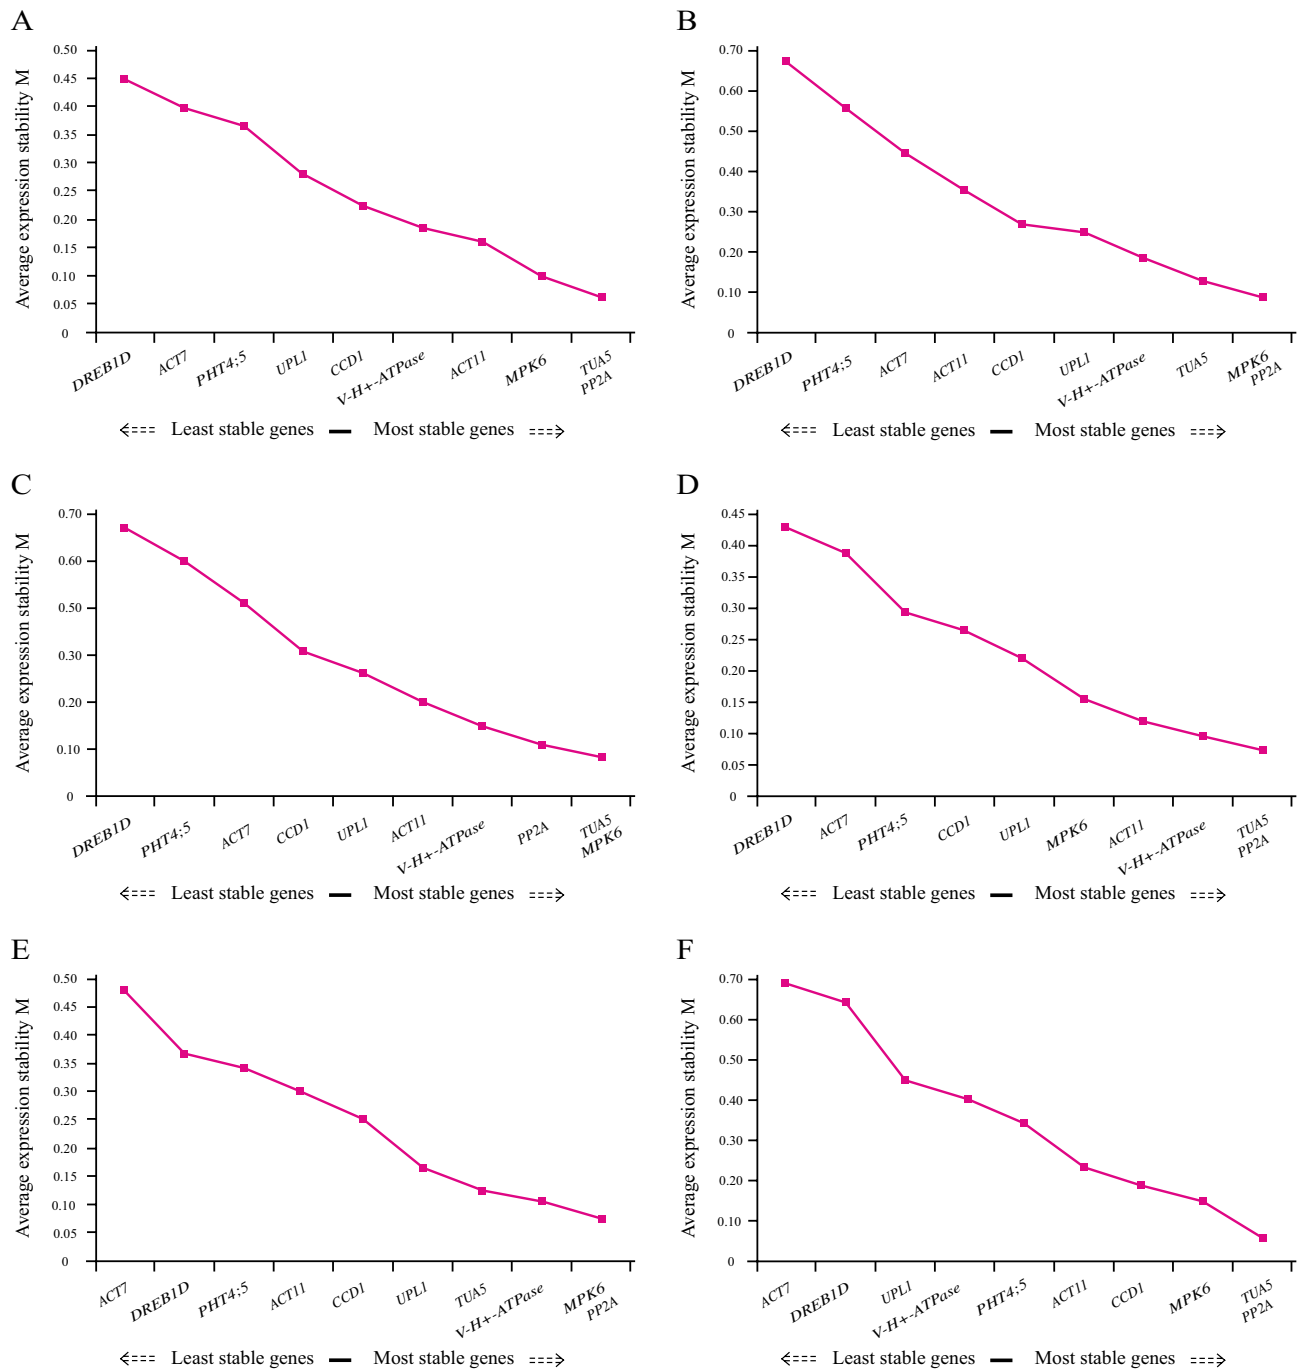 A
Average expression stability M
0.50
0.45
0.40
0.35
0.30
0.25
0.20
0.15
0.10
0.05
0
DREB1D ACT7 PHT4;5 UPL1 CCD1 V-H+-ATPase ACT11 MPK6 TUA5
PP2A
Least stable genes Most stable genes
B
Average expression stability M
0.70
0.60
0.50
0.40
0.30
0.20
0.10
0
DREB1D PHT4;5 ACT7 ACT11 CCD1 UPL1 V-H+-ATPase TUA5 MPK6
PP2A
Least stable genes Most stable genes
C
Average expression stability M
0.70
0.60
0.50
0.30
0.20
0.10
0
DREB1D PHT4;5 ACT7 CCD1 UPL1 ACT11 V-H+-ATPase PP2A TUA5
MPK6
Least stable genes Most stable genes
D
Average expression stability M
0.45
0.40
0.35
0.30
0.25
0.20
0.15
0.10
0.05
0
DREB1D ACT7 PHT4;5 CCD1 UPL1 MPK6 ACT11 V-H+-ATPase TUA5
PP2A
Least stable genes Most stable genes
E
Average expression stability M
0.50
0.45
0.40
0.35
0.30
0.25
0.20
0.15
0.10
0.05
0
ACT7 DREB1D PHT4;5 ACT11 CCD1 UPL1 TUA5 V-H+-ATPase MPK6
PP2A
Least stable genes Most stable genes
F
Average expression stability M
0.70
0.60
0.50
0.40
0.30
0.20
0.10
0
ACT7 DREB1D UPL1 V-H+-ATPase PHT4;5 ACT11 CCD1 MPK6 TUA5
PP2A
Least stable genes Most stable genes